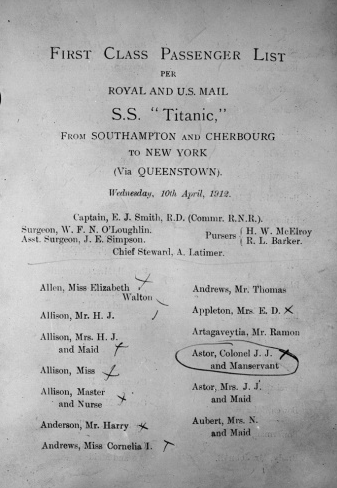 First Class Passenger List
PER
ROYAL AND U.S. MAIL
S.S. "Titanic,"
From SOUTHAMPTON and CHERBOURG
to NEW YORK
(Via QUEENSTOWN).
Wednesday, 10th April, 1912.
Captain, E. J. Smith, R.D. (Commr. R.N.R.).
Surgeon, W. F. N. O'Loughlin.
Asst. Surgeon, J. E. Simpson.
Pursers { H. W. McElroy
R. L. Barker.
Chief Steward, A. Latimer.
Allen, Miss Elizabeth
Walton
Allison, Mr. H. J.
Allison, Mrs. H. J.
and Maid
Allison, Miss
Allison, Master
and Nurse
Anderson, Mr. Harry
Andrews, Miss Cornelia I.
Andrews, Mr. Thomas
Appleton, Mrs. E. D.
Artagaveytia, Mr. Ramon
Astor, Colonel J. J.
and Manservant
Astor, Mrs. J. J.
and Maid
Aubert, Mrs. N.
and Maid